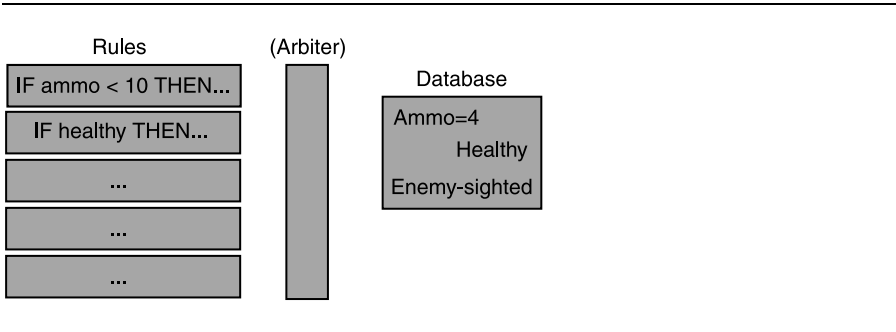 Rules
(Arbiter)
IF ammo < 10 THEN...
IF healthy THEN...
...
...
...
Database
Ammo=4
Healthy
Enemy-sighted